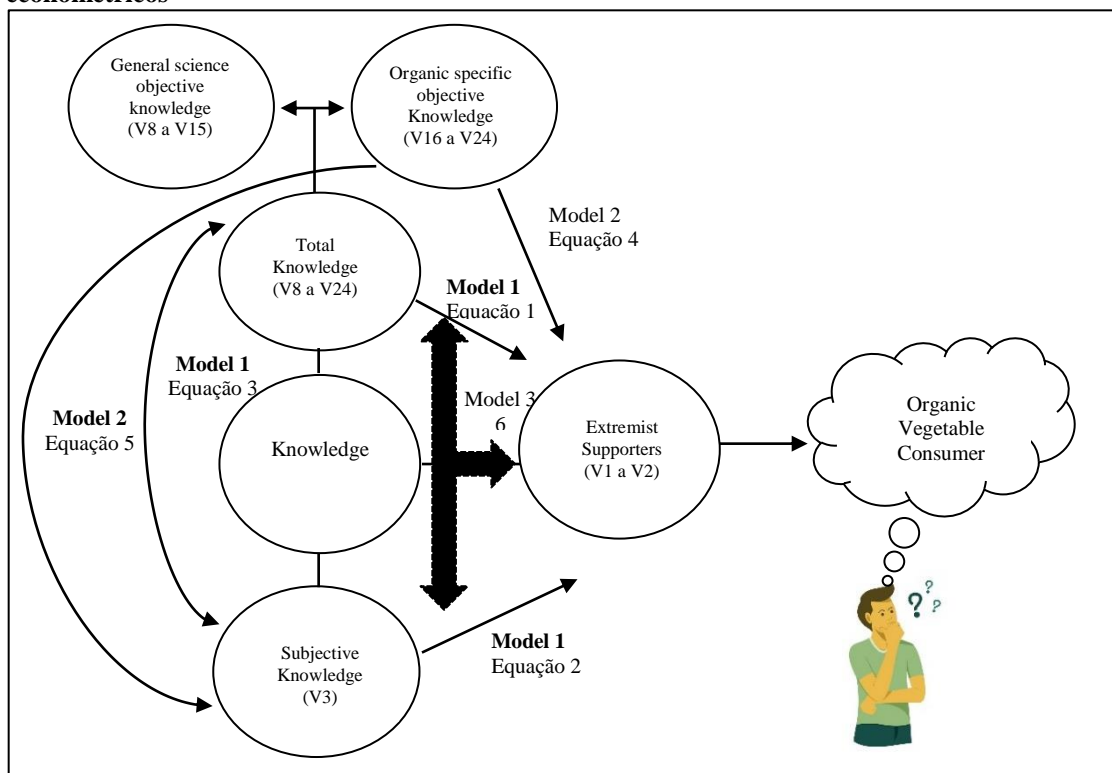 econométricos
General science
objective
knowledge
(V8 a V15)
Organic specific
objective
Knowledge
(V16 a V24)
Model 2
Equação 4
Total
Knowledge
(V8 a V24)
Model 1
Equação 1
Model 1
Equação 3
Model 2
Equação 5
Knowledge
Model 3
6
Extremist
Supporters
(V1 a V2)
Organic
Vegetable
Consumer
Subjective
Knowledge
(V3)
Model 1
Equação 2
? ? ?